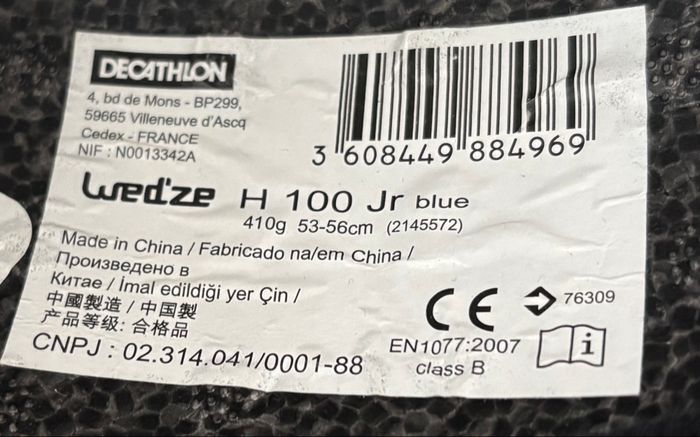 DECATHLON
4, bd de Mons - BP299,
59665 Villeneuve d'Ascq
Cedex - FRANCE
NIF : N0013342A
3 608449 884969
wed'ze H 100 Jr blue
410g 53-56cm (2145572)
Made in China / Fabricado na/em China /
Произведено в
Китае / İmal edildiği yer Çin /
中國製造 / 中国製
产品等级: 合格品
CNPJ : 02.314.041/0001-88
CE 76309
EN1077:2007
class B
i